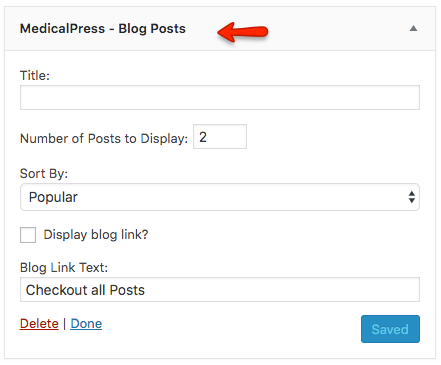 MedicalPress - Blog Posts
Title:
Number of Posts to Display: 2
Sort By:
Popular
Display blog link?
Blog Link Text:
Checkout all Posts
Delete | Done
Saved